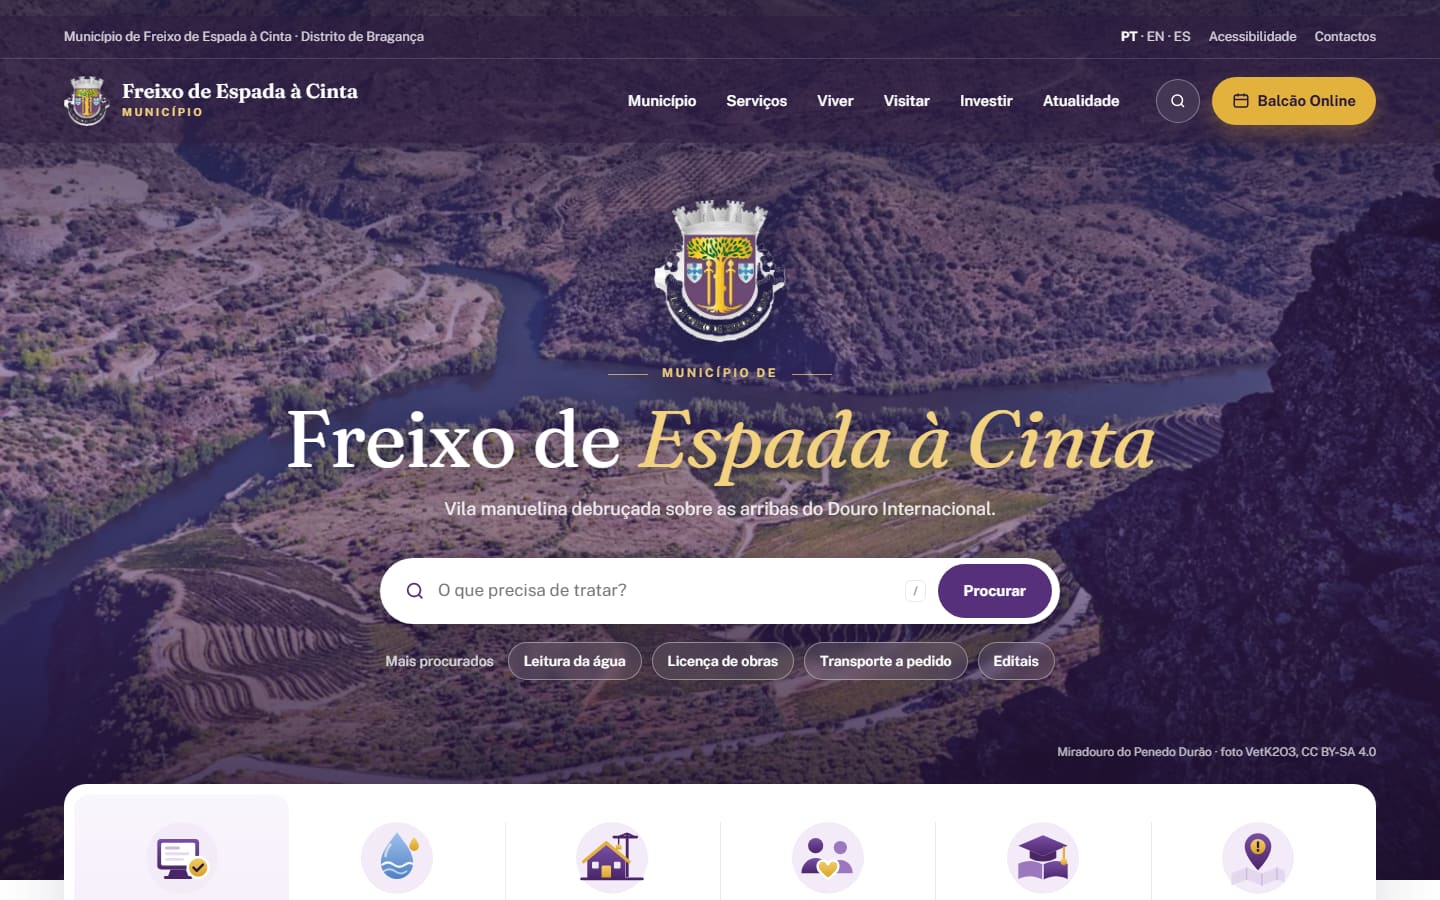 Município de Freixo de Espada à Cinta · Distrito de Bragança
PT · EN · ES Acessibilidade Contactos
Freixo de Espada à Cinta
MUNICÍPIO
Município Serviços Viver Visitar Investir Atualidade
Balcão Online
MUNICÍPIO DE
Freixo de Espada à Cinta
Vila manuelina debruçada sobre as arribas do Douro Internacional.
O que precisa de tratar?
/
Procurar
Mais procurados Leitura da água Licença de obras Transporte a pedido Editais
Miradouro do Penedo Durão · foto VetK2O3, CC BY-SA 4.0